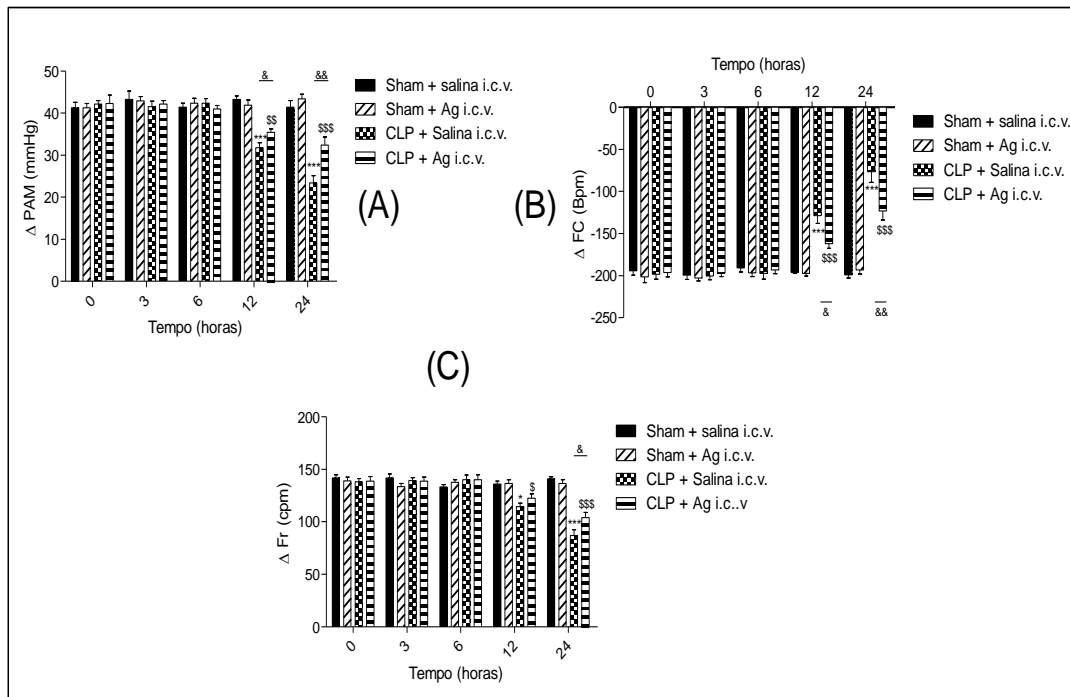 50
40
30
20
10
0
Δ PAM (mmHg)
& &&
*** $$ *** $$$
0 3 6 12 24
Tempo (horas)
Sham + salina i.c.v.
Sham + Ag i.c.v.
CLP + Salina i.c.v.
CLP + Ag i.c.v.
(A)
(B)
Tempo (horas)
0 3 6 12 24
0
-50
-100
-150
-200
-250
Δ FC (Bpm)
*** $$$ *** $$$
& &&
Sham + salina i.c.v.
Sham + Ag i.c.v.
CLP + Salina i.c.v.
CLP + Ag i.c.v.
(C)
200
150
100
50
0
Δ Fr (cpm)
&
* $ *** $$$
0 3 6 12 24
Tempo (horas)
Sham + salina i.c.v.
Sham + Ag i.c.v.
CLP + Salina i.c.v.
CLP + Ag i.c..v